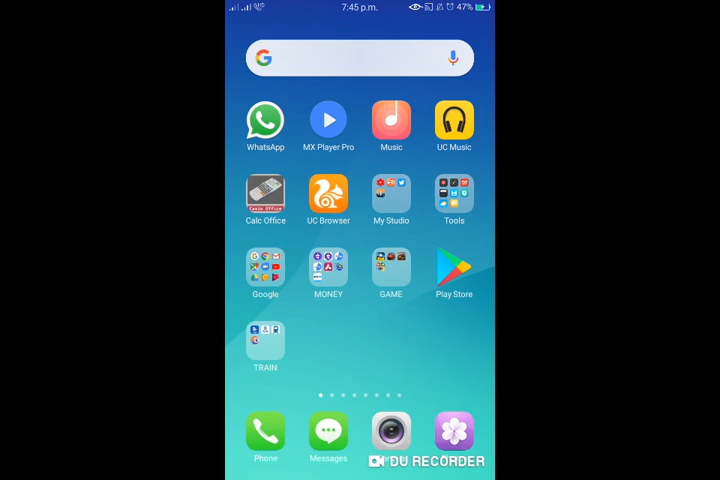 7:45 p.m.
47%
WhatsApp
MX Player Pro
Music
UC Music
Casio Office
Calc Office
UC Browser
My Studio
Tools
Google
MONEY
GAME
Play Store
TRAIN
Phone
Messages
DU RECORDER